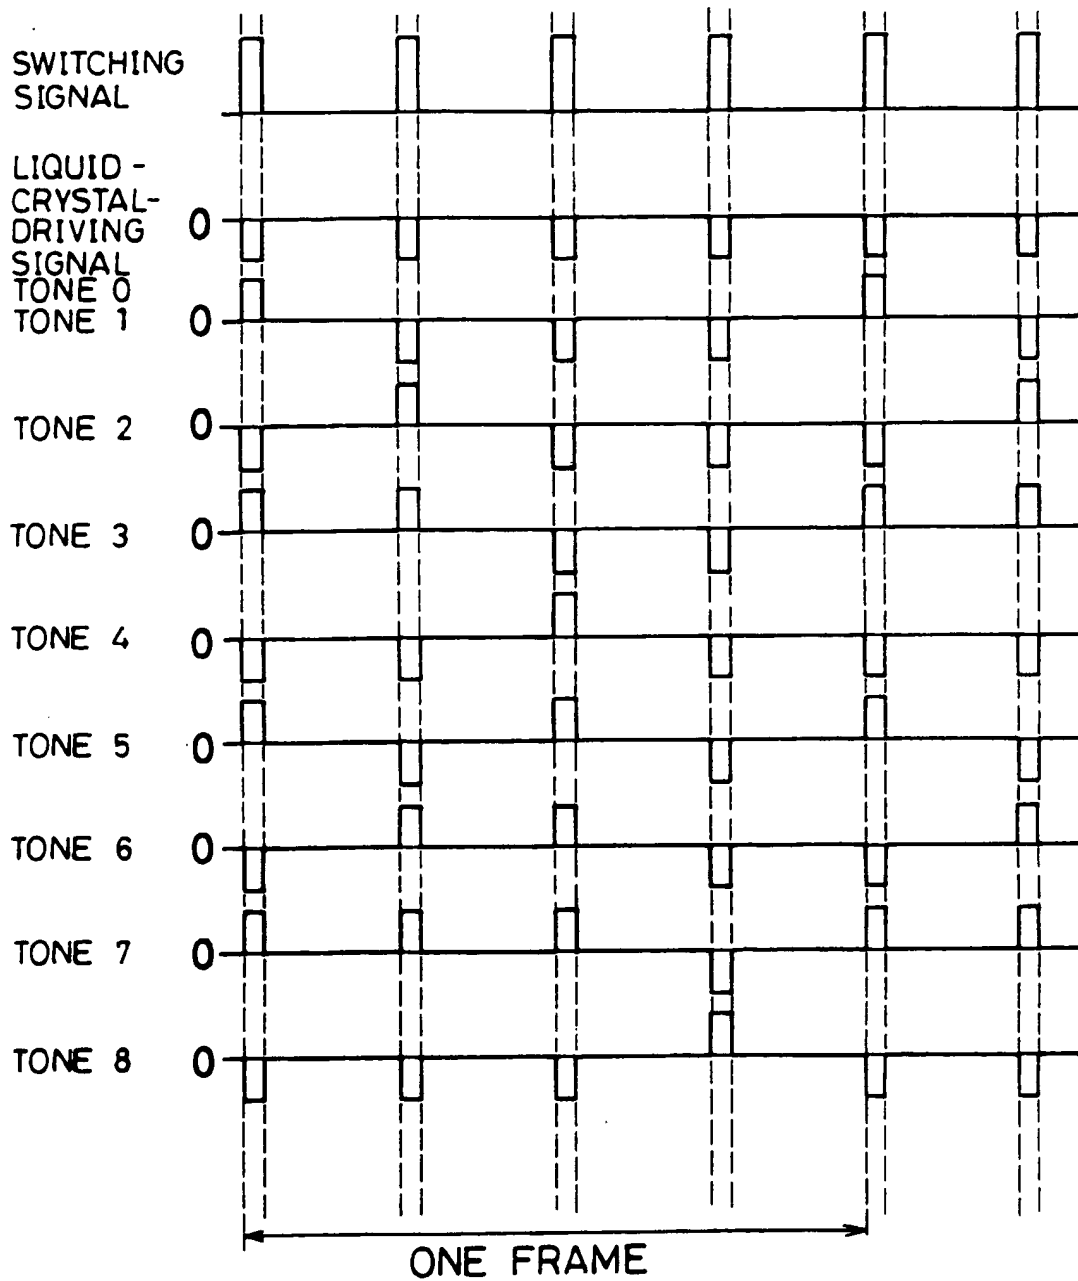 SWITCHING
SIGNAL
LIQUID-
CRYSTAL-
DRIVING
SIGNAL
0
TONE 0
TONE 1 0
TONE 2 0
TONE 3 0
TONE 4 0
TONE 5 0
TONE 6 0
TONE 7 0
TONE 8 0
ONE FRAME